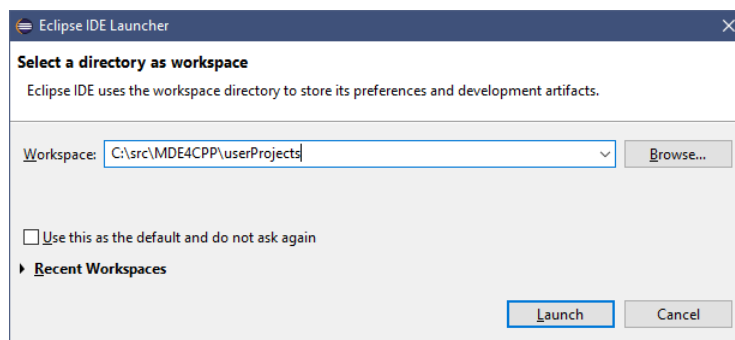 Eclipse IDE Launcher
Select a directory as workspace
Eclipse IDE uses the workspace directory to store its preferences and development artifacts.
Workspace: C:\src\MDE4CPP\userProjects Browse...
Use this as the default and do not ask again
Recent Workspaces
Launch Cancel